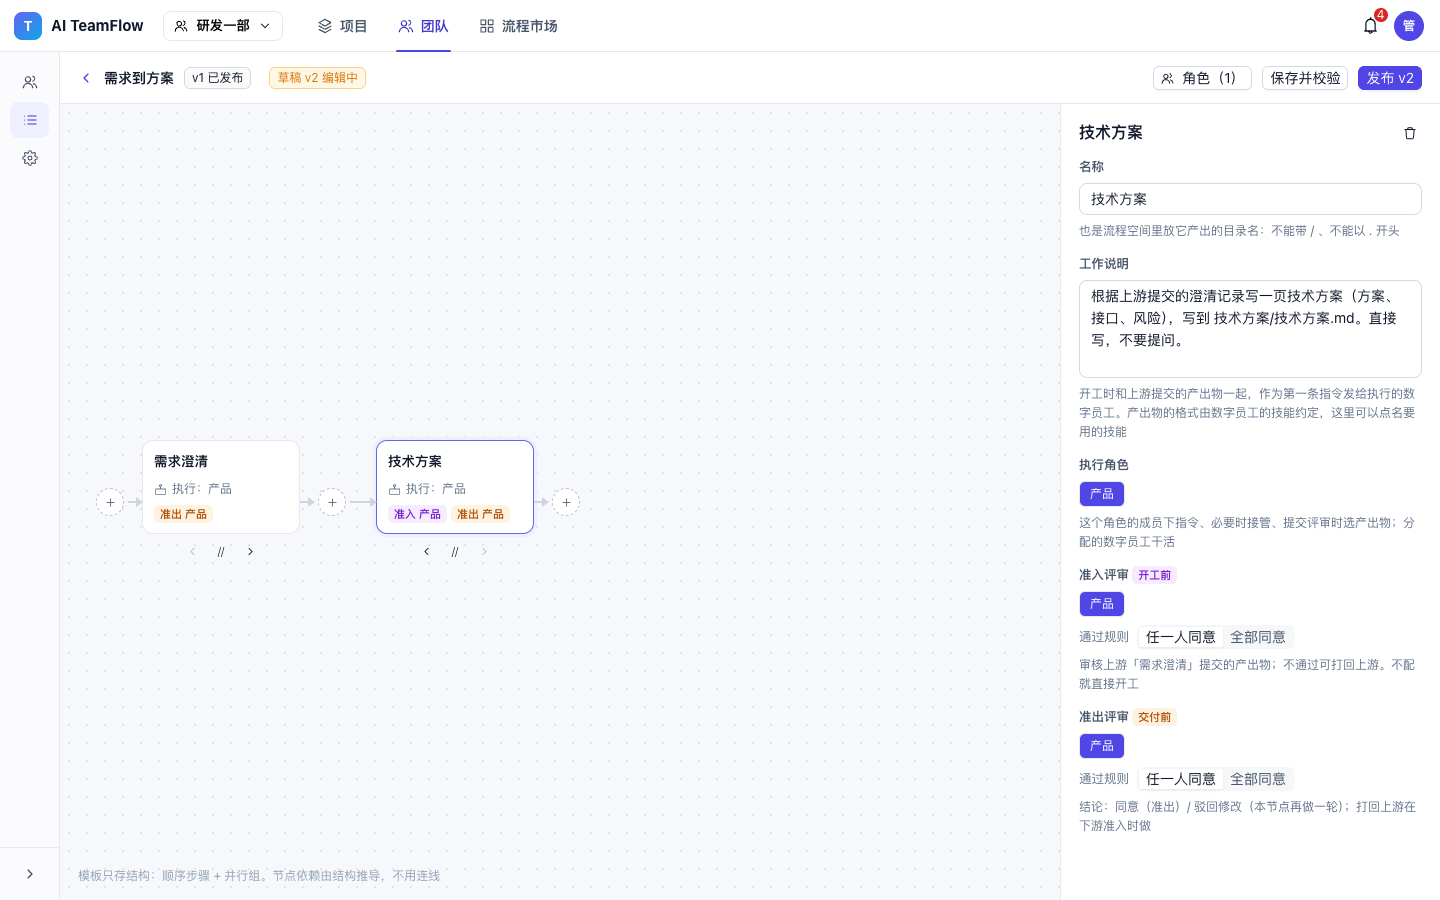 T
AI TeamFlow
研发一部
项目
团队
流程市场
4
管
需求到方案
v1 已发布
草稿 v2 编辑中
角色（1）
保存并校验
发布 v2
技术方案
名称
技术方案
也是流程空间里放它产出的目录名：不能带 / 、不能以 . 开头
工作说明
根据上游提交的澄清记录写一页技术方案（方案、
接口、风险），写到 技术方案/技术方案.md。直接
写，不要提问。
开工时和上游提交的产出物一起，作为第一条指令发给执行的数
字员工。产出物的格式由数字员工的技能约定，这里可以点名要
用的技能
执行角色
产品
这个角色的成员下指令、必要时接管、提交评审时选产出物；分
配的数字员工干活
准入评审 开工前
产品
通过规则 任一人同意 全部同意
审核上游「需求澄清」提交的产出物；不通过可打回上游。不配
就直接开工
准出评审 交付前
产品
通过规则 任一人同意 全部同意
结论：同意（准出）/ 驳回修改（本节点再做一轮）；打回上游在
下游准入时做
需求澄清
执行：产品
准出 产品
//
技术方案
执行：产品
准入 产品 准出 产品
//
模板只存结构：顺序步骤 + 并行组。节点依赖由结构推导，不用连线